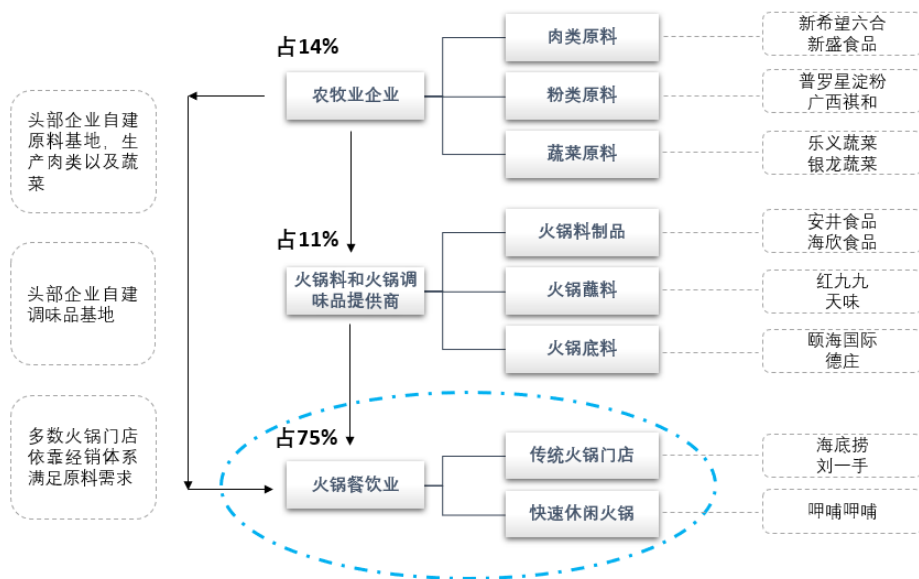 占14%
农牧业企业
肉类原料
新希望六合
新盛食品
粉类原料
普罗星淀粉
广西祺和
蔬菜原料
乐义蔬菜
银龙蔬菜
头部企业自建
原料基地，生
产肉类以及蔬
菜
占11%
火锅料和火锅调
味品提供商
火锅料制品
安井食品
海欣食品
火锅蘸料
红九九
天味
火锅底料
颐海国际
德庄
头部企业自建
调味品基地
占75%
火锅餐饮业
传统火锅门店
海底捞
刘一手
快速休闲火锅
呷哺呷哺
多数火锅门店
依靠经销体系
满足原料需求